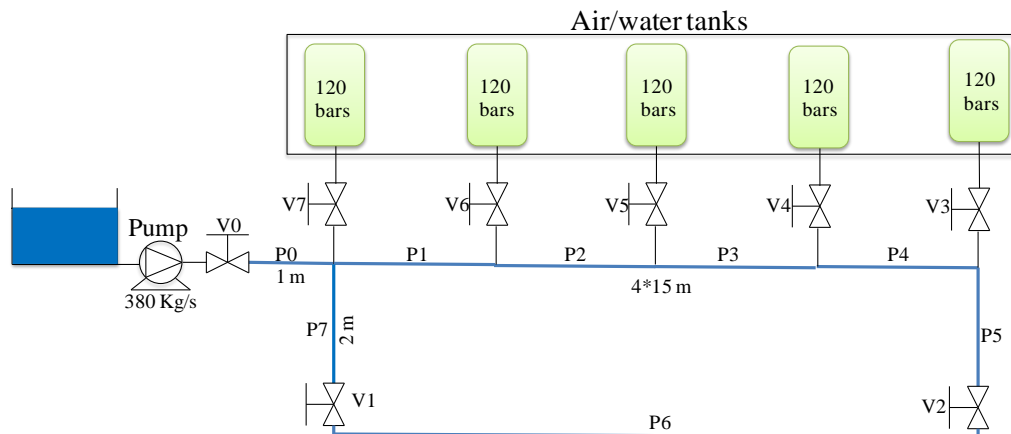 Air/water tanks
120
bars
120
bars
120
bars
120
bars
120
bars
V7
V6
V5
V4
V3
Pump
V0
P0
P1
P2
P3
P4
1 m
4*15 m
380 Kg/s
P7
2 m
P5
V1
V2
P6